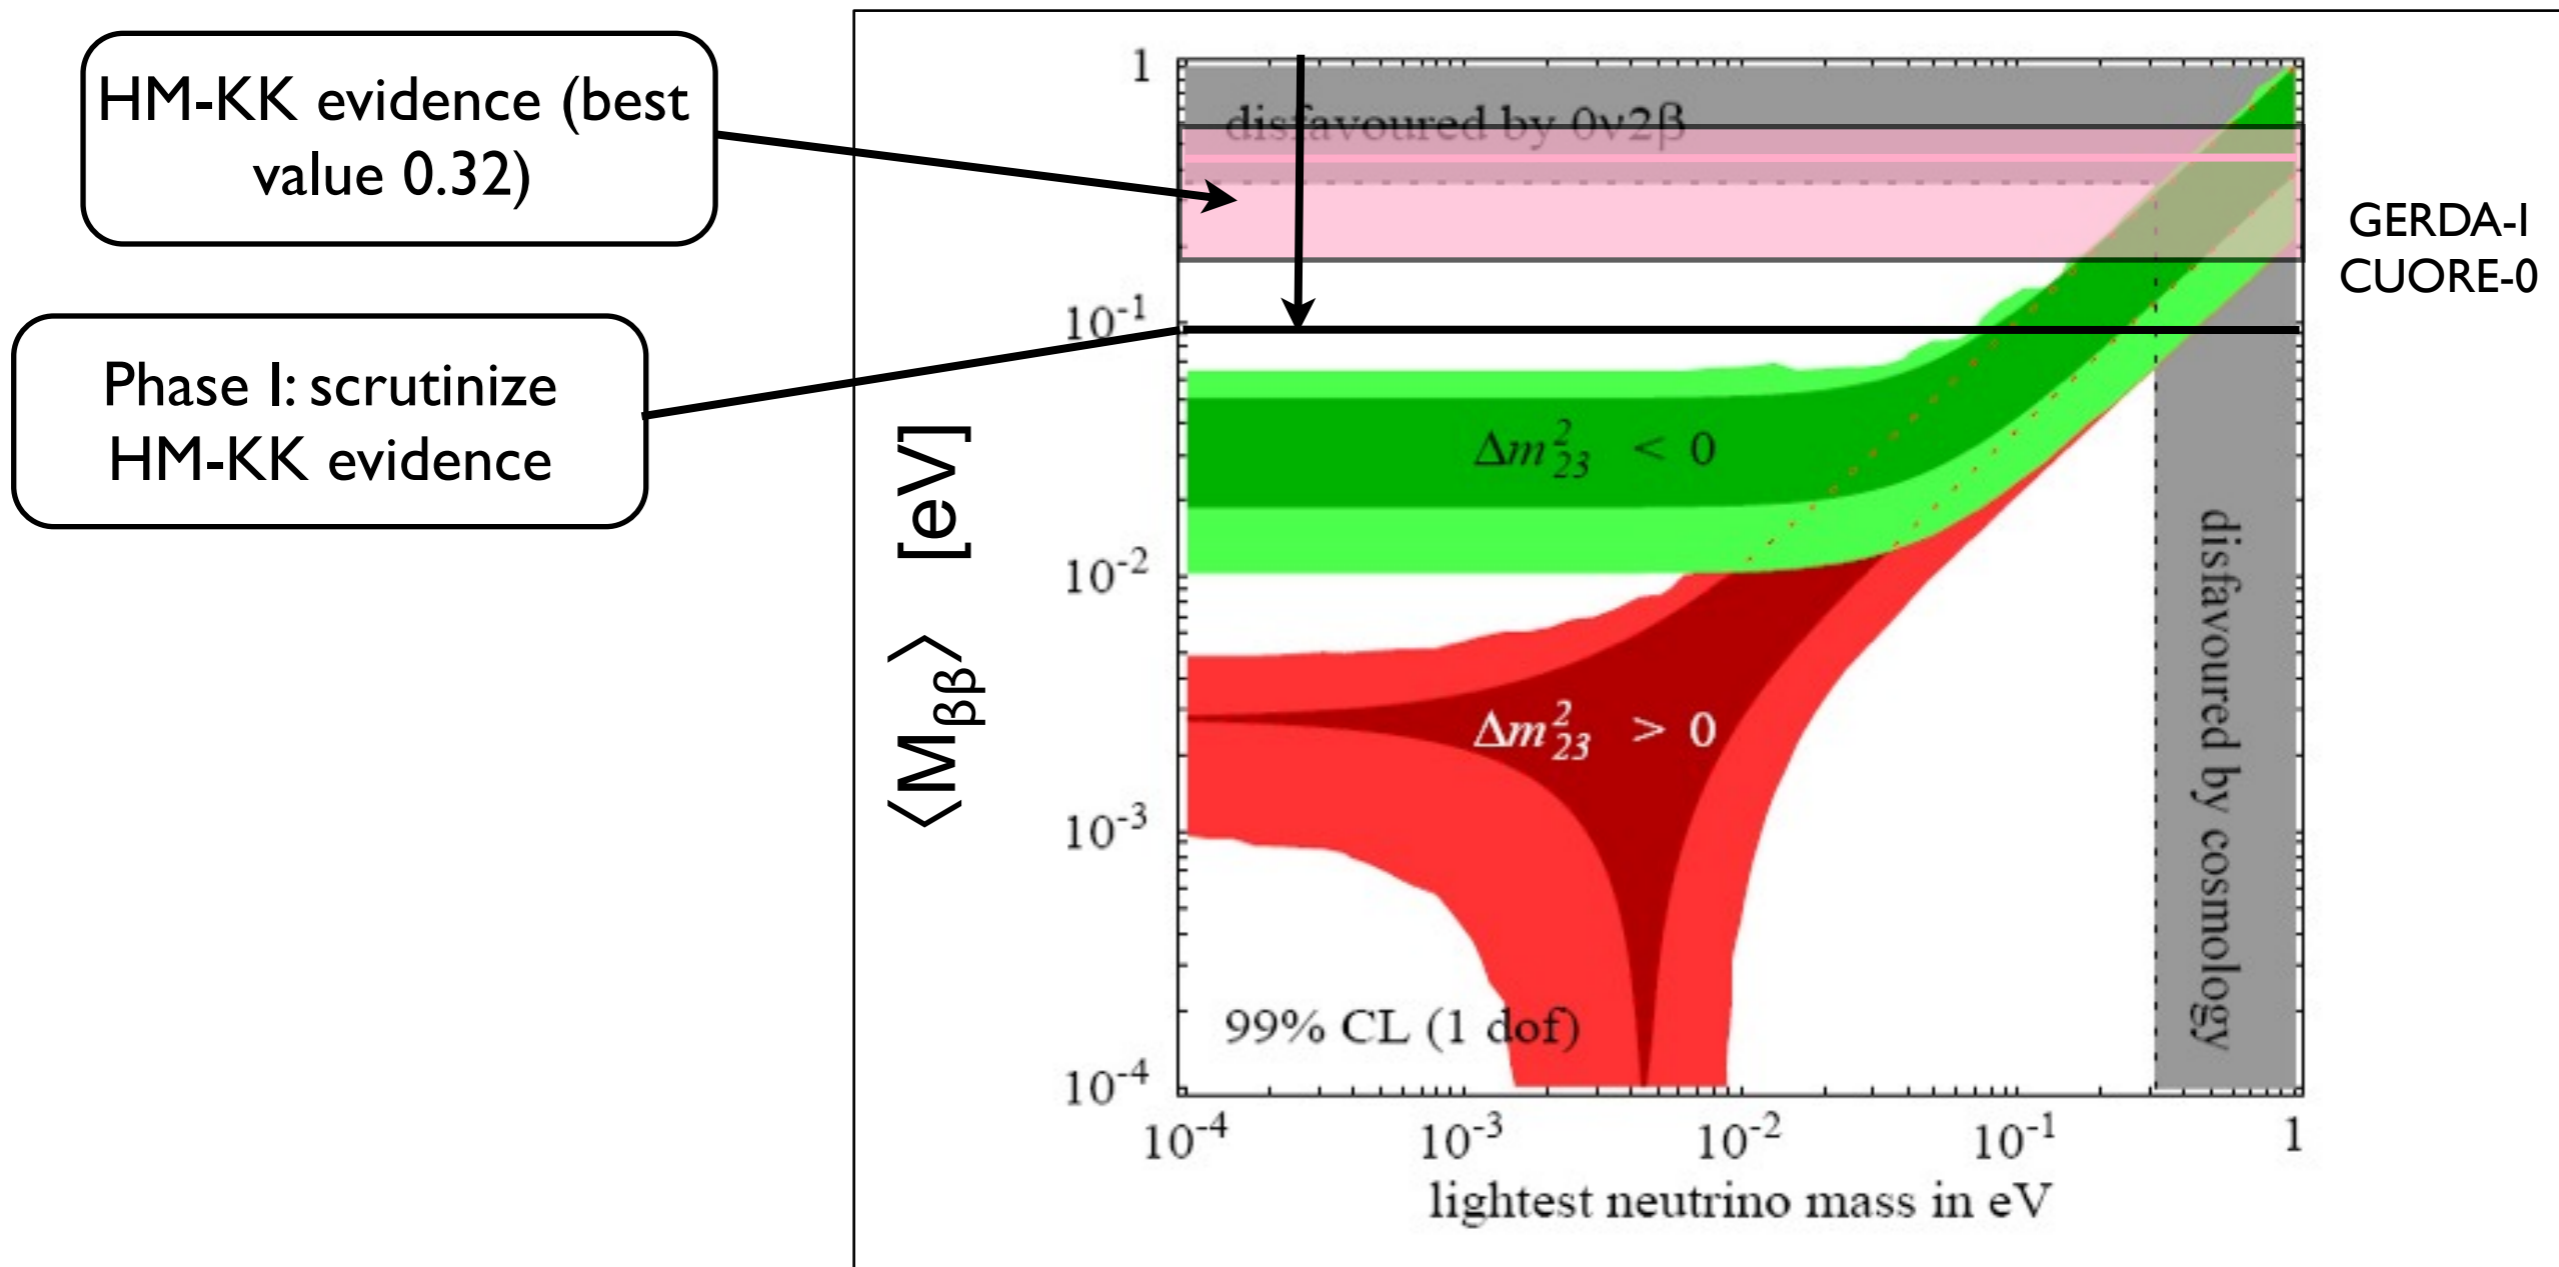 HM-KK evidence (best
value 0.32)
Phase I: scrutinize
HM-KK evidence
GERDA-I
CUORE-0
⟨Mββ⟩ [eV]
1
10⁻¹
10⁻²
10⁻³
10⁻⁴
disfavoured by 0ν2β
Δm²₂₃ < 0
Δm²₂₃ > 0
disfavoured by cosmology
99% CL (1 dof)
10⁻⁴ 10⁻³ 10⁻² 10⁻¹ 1
lightest neutrino mass in eV